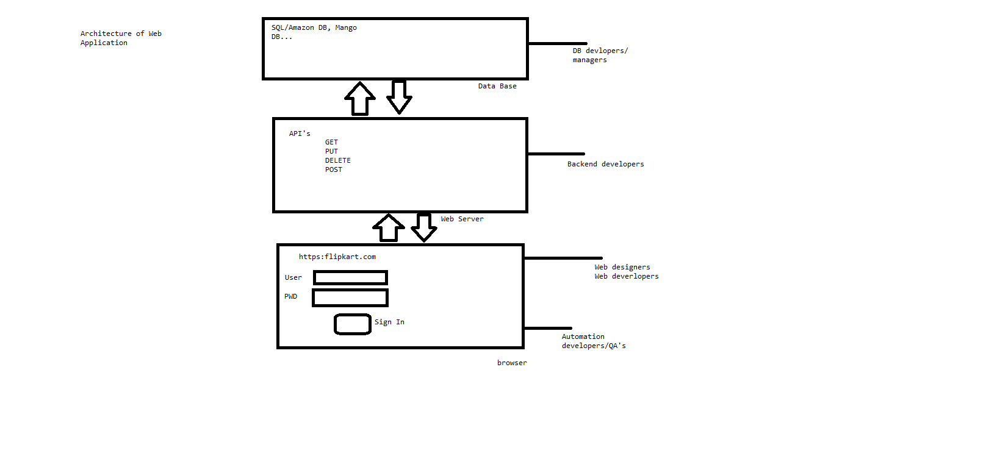 Architecture of Web
Application
SQL/Amazon DB, Mango
DB...
DB devlopers/
managers
Data Base
API's
GET
PUT
DELETE
POST
Backend developers
Web Server
https:flipkart.com
User
PWD
Sign In
Web designers
Web deverlopers
Automation
developers/QA's
browser